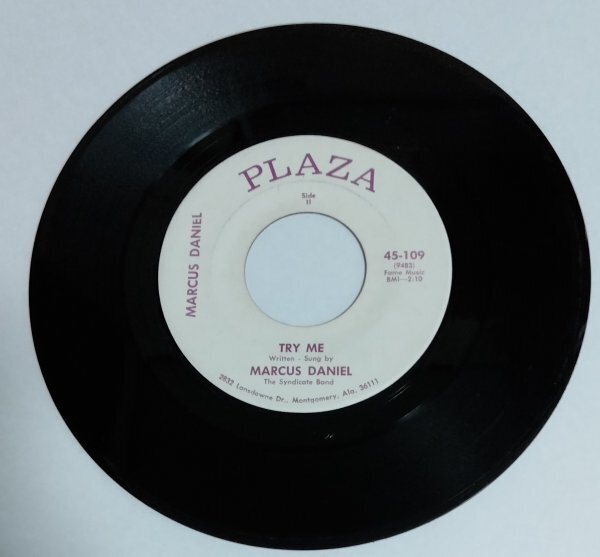 PLAZA
Side
II
MARCUS DANIEL
45-109
(9483)
Fame Music
BMI—2:10
TRY ME
Written - Sung by
MARCUS DANIEL
The Syndicate Band
2832 Lansdowne Dr., Montgomery, Ala. 36111